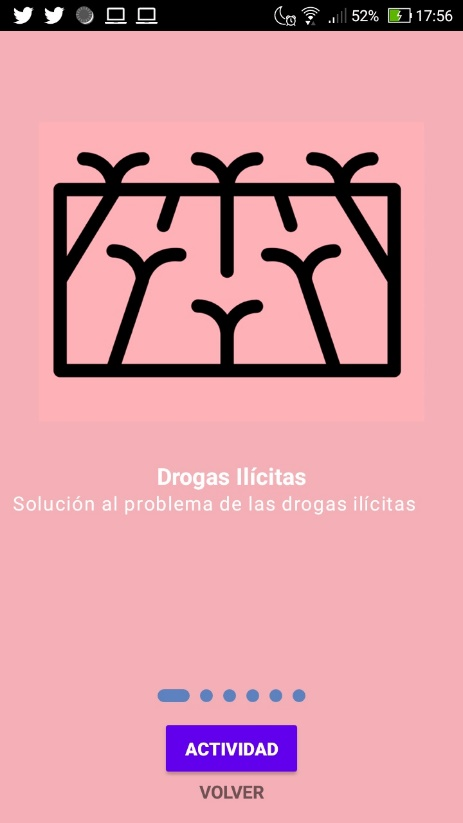 52% 17:56
Drogas Ilícitas
Solución al problema de las drogas ilícitas
ACTIVIDAD
VOLVER